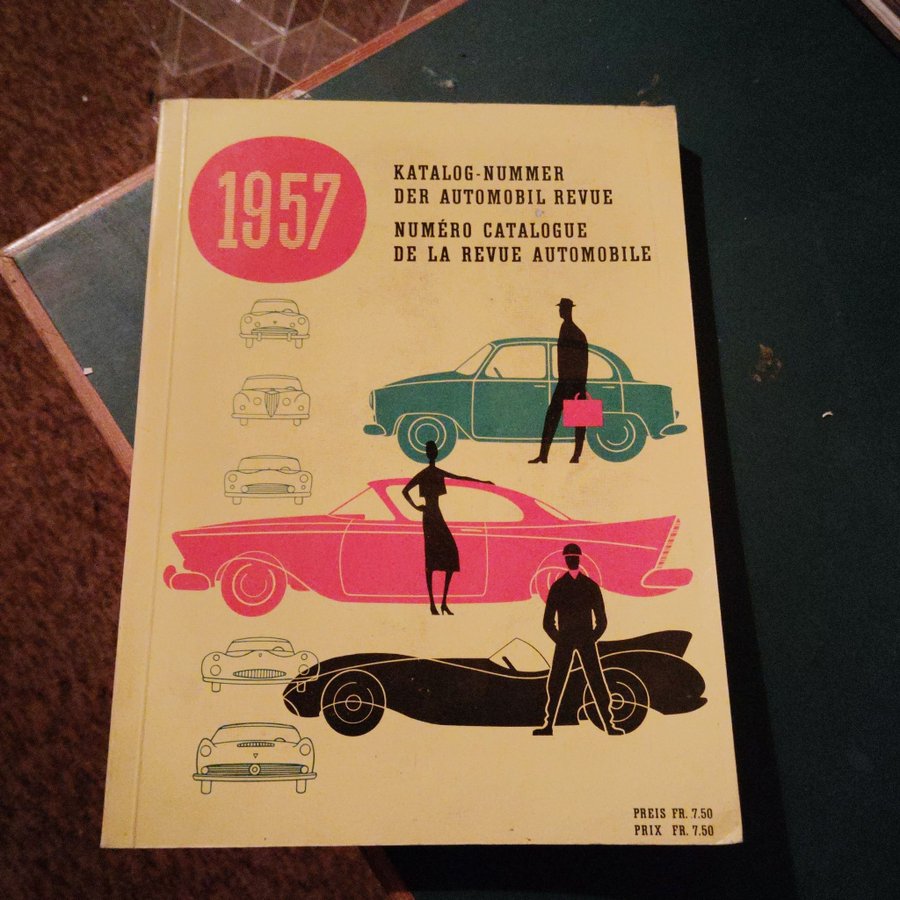 1957
KATALOG-NUMMER
DER AUTOMOBIL REVUE
NUMÉRO CATALOGUE
DE LA REVUE AUTOMOBILE
PREIS FR. 7.50
PRIX FR. 7.50